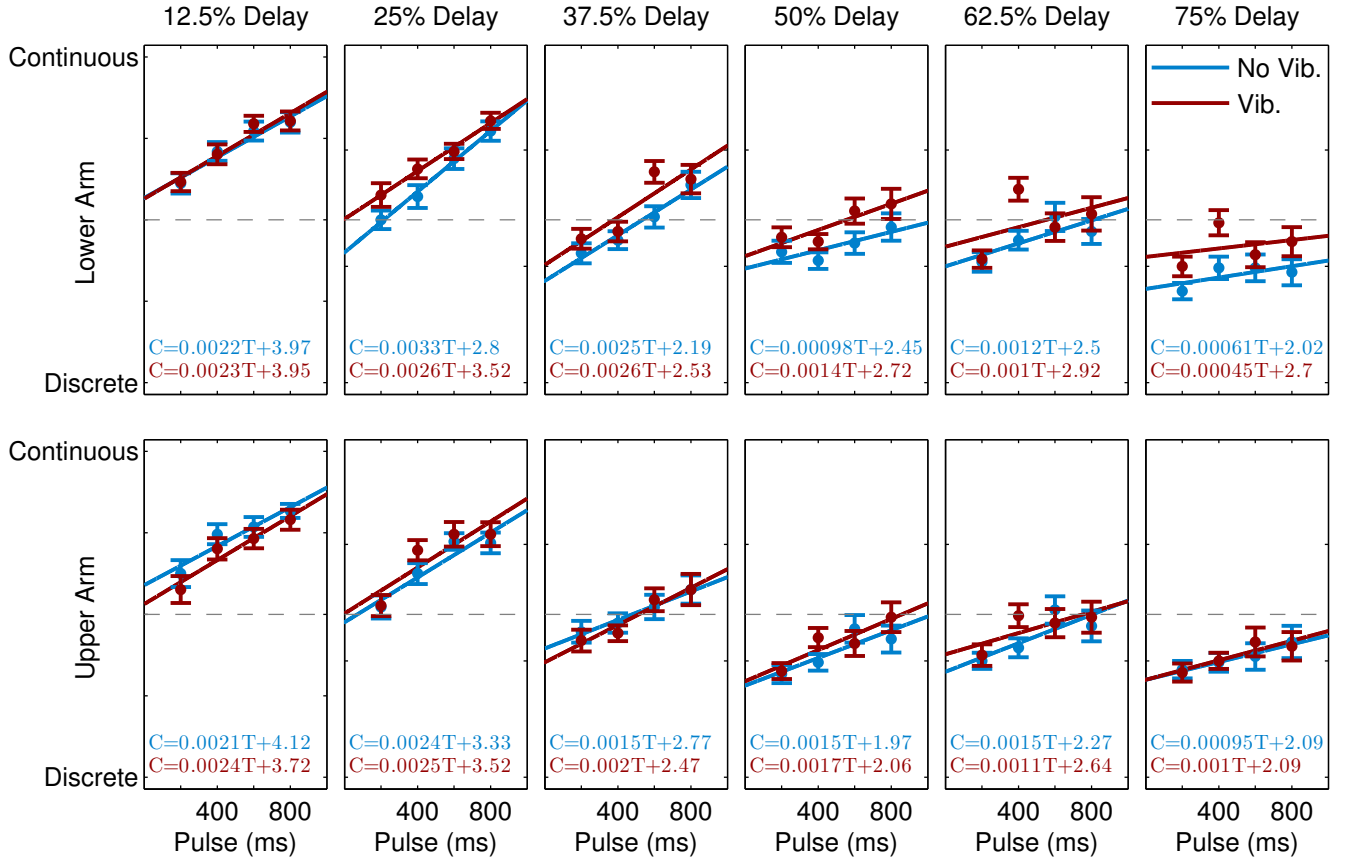 12.5% Delay 25% Delay 37.5% Delay 50% Delay 62.5% Delay 75% Delay
Continuous
Lower Arm
Discrete
No Vib.
Vib.
C=0.0022T+3.97 C=0.0033T+2.8 C=0.0025T+2.19 C=0.00098T+2.45 C=0.0012T+2.5 C=0.00061T+2.02
C=0.0023T+3.95 C=0.0026T+3.52 C=0.0026T+2.53 C=0.0014T+2.72 C=0.001T+2.92 C=0.00045T+2.7
Continuous
Upper Arm
Discrete
C=0.0021T+4.12 C=0.0024T+3.33 C=0.0015T+2.77 C=0.0015T+1.97 C=0.0015T+2.27 C=0.00095T+2.09
C=0.0024T+3.72 C=0.0025T+3.52 C=0.002T+2.47 C=0.0017T+2.06 C=0.0011T+2.64 C=0.001T+2.09
400 800 400 800 400 800 400 800 400 800 400 800
Pulse (ms) Pulse (ms) Pulse (ms) Pulse (ms) Pulse (ms) Pulse (ms)